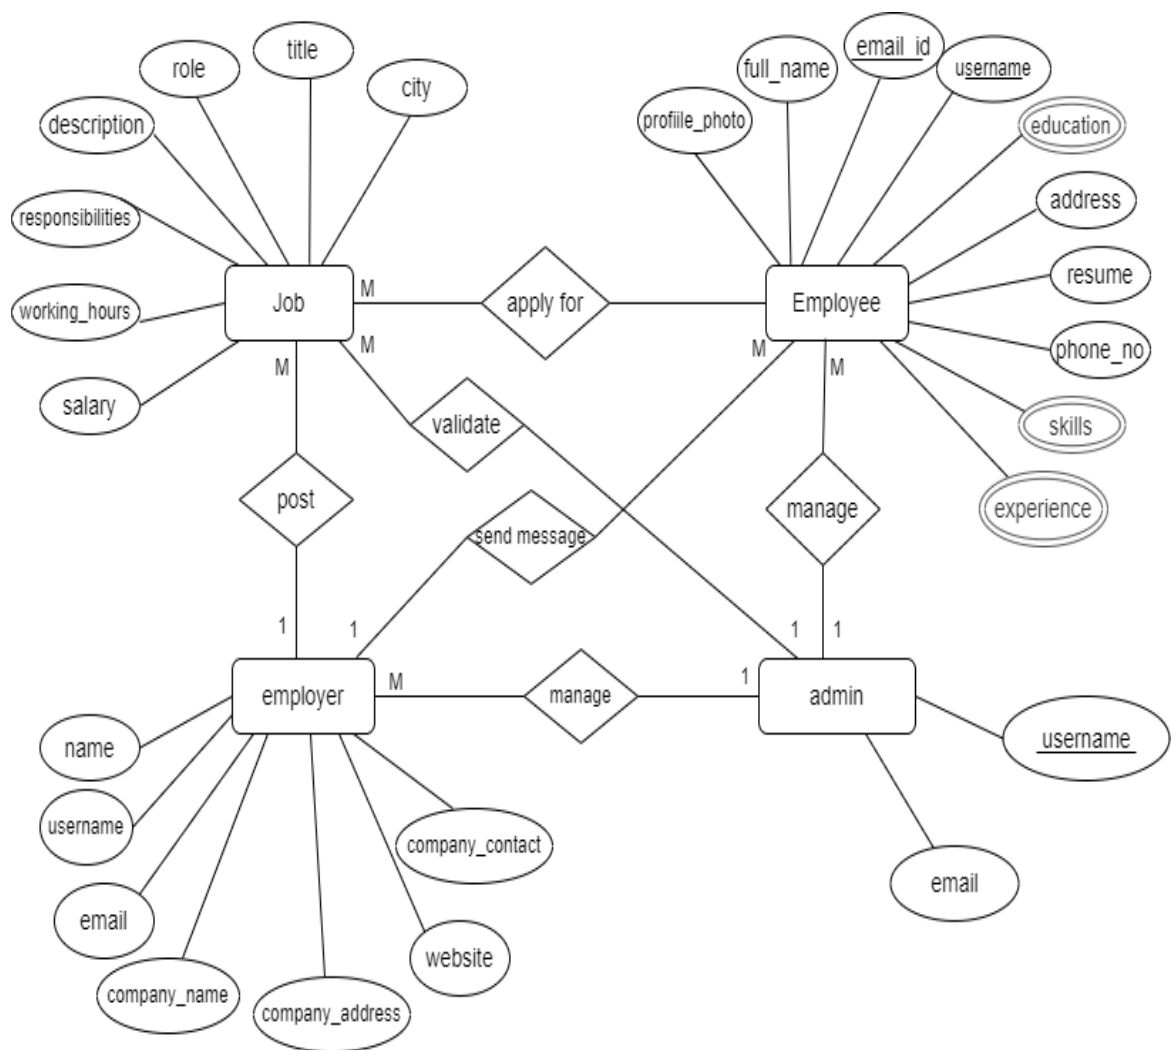 title
role
city
description
responsibilities
working_hours
salary
Job
M
M
M
apply for
profiile_photo
full_name
email_id
username
education
address
resume
phone_no
skills
experience
Employee
M
M
validate
post
send message
manage
1
1
1
1
employer
M
manage
1
admin
name
username
email
company_name
company_address
website
company_contact
username
email